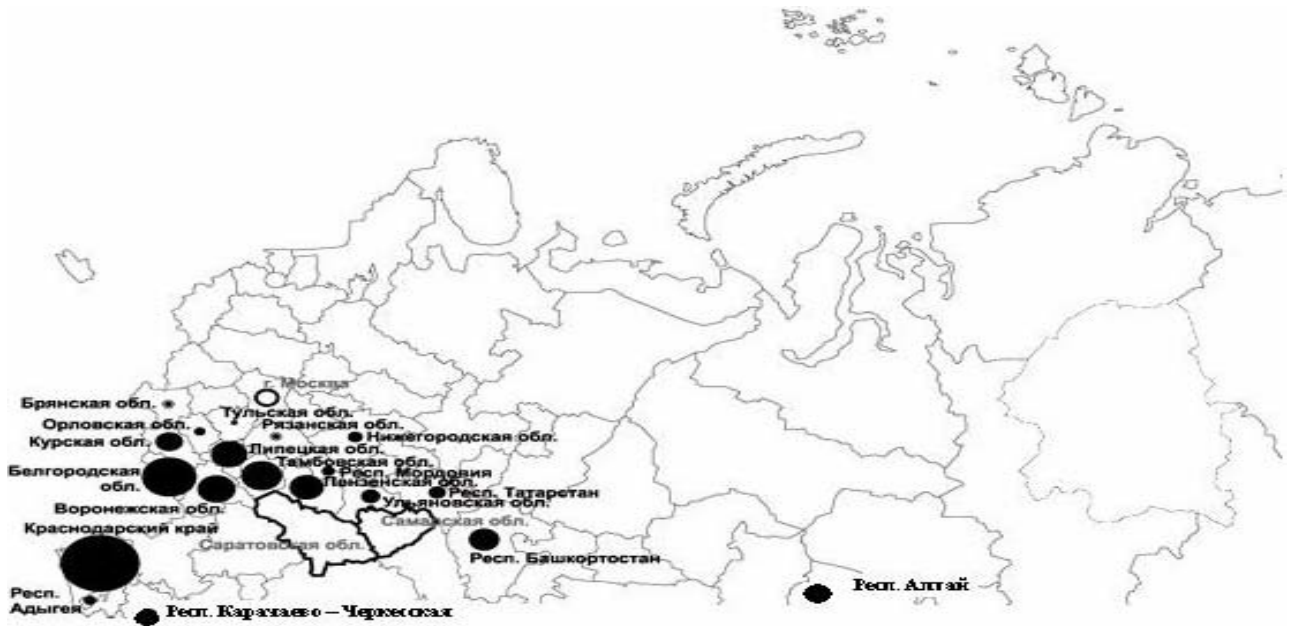 г. Москва
Брянская обл.
Тульская обл.
Орловская обл.
Рязанская обл.
Курская обл.
Нижегородская обл.
Липецкая обл.
Тамбовская обл.
Белгородская
обл.
Респ. Мордовия
Пензенская обл.
Респ. Татарстан
Ульяновская обл.
Воронежская обл.
Самарская обл.
Краснодарский край
Саратовская обл.
Респ. Башкортостан
Респ. Алтай
Респ.
Адыгея
Респ. Карачаево – Черкесская